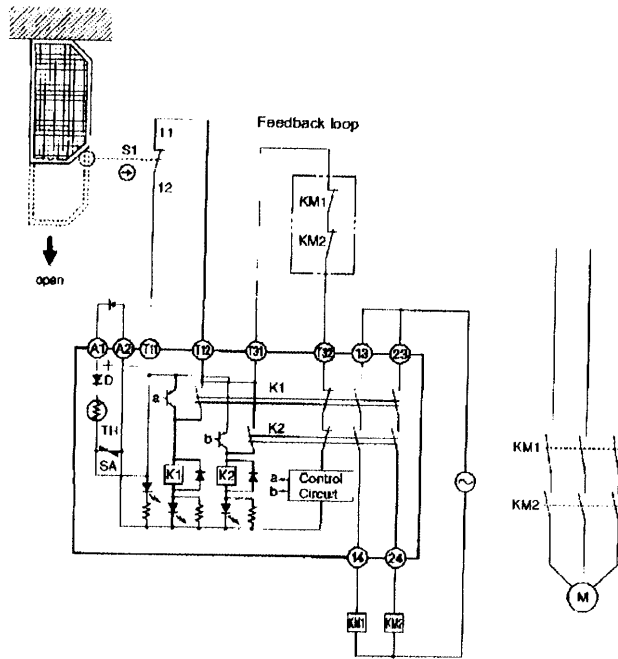 Feedback loop
11
S1
12
KM1
KM2
open
A1
A2
T11
T12
T31
T32
13
23
+
D
a
K1
TH
b
K2
SA
K1
K2
a
b
Control
Circuit
KM1
KM2
14
24
M
KM1
KM2